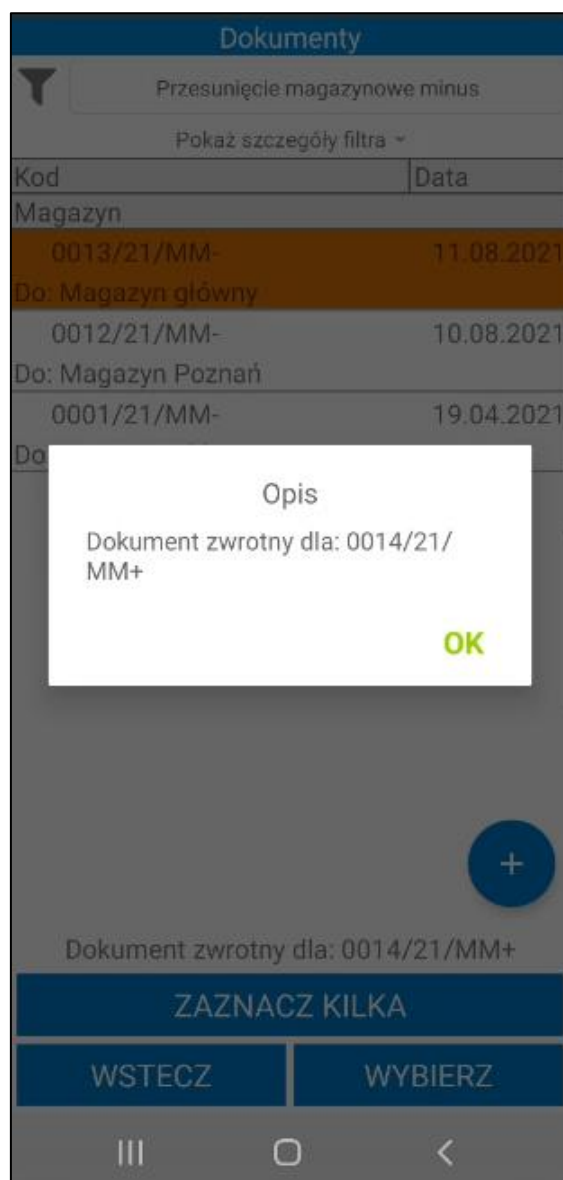 Dokumenty
Przesunięcie magazynowe minus
Pokaż szczegóły filtra
Kod Data
Magazyn
0013/21/MM- 11.08.2021
Do: Magazyn główny
0012/21/MM- 10.08.2021
Do: Magazyn Poznań
0001/21/MM- 19.04.2021
Do
Opis
Dokument zwrotny dla: 0014/21/
MM+
OK
+
Dokument zwrotny dla: 0014/21/MM+
ZAZNACZ KILKA
WSTECZ WYBIERZ